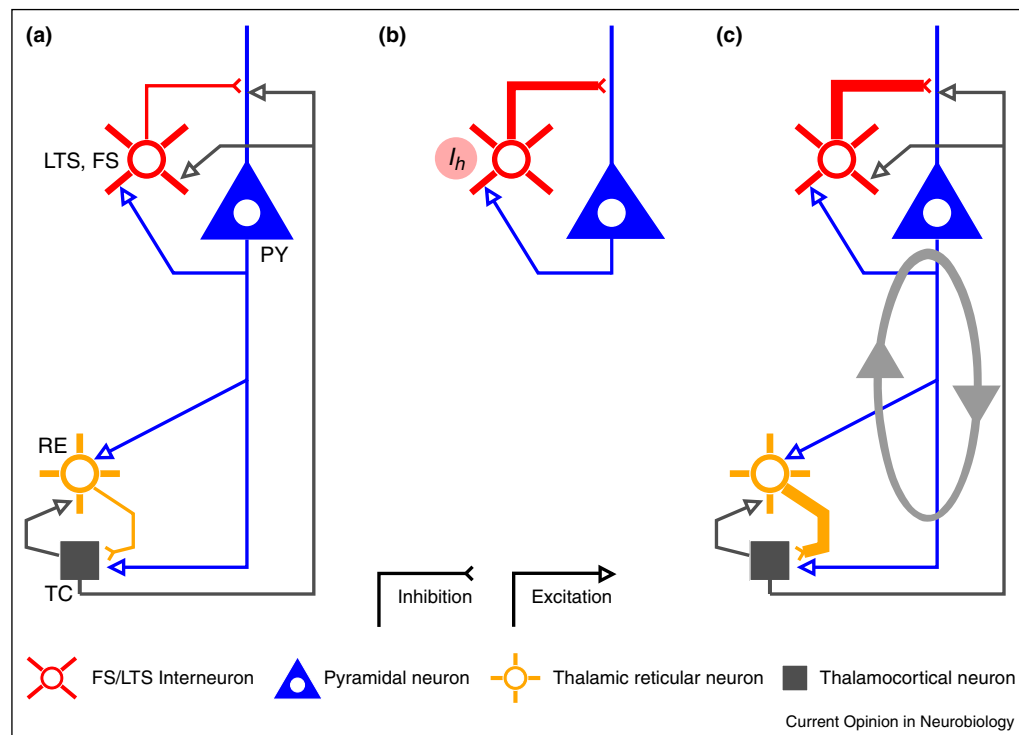 (a)
(b)
(c)
LTS, FS
I_h
PY
RE
TC
Inhibition
Excitation
FS/LTS Interneuron
Pyramidal neuron
Thalamic reticular neuron
Thalamocortical neuron
Current Opinion in Neurobiology